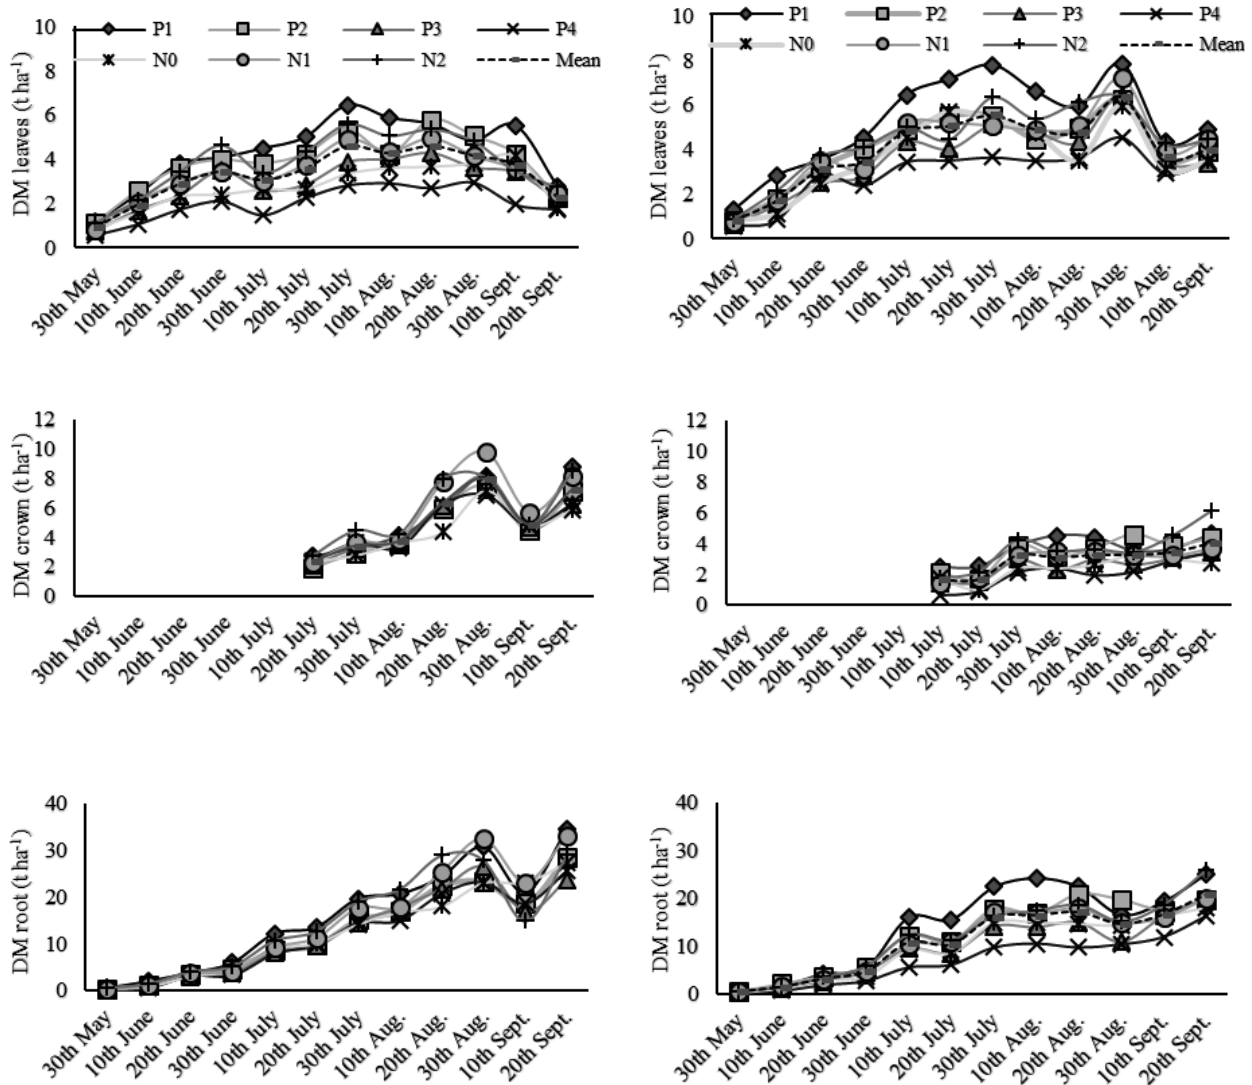 P1 P2 P3 P4
N0 N1 N2 Mean
DM leaves (t ha⁻¹)
10
8
6
4
2
0
30th May
10th June
20th June
30th June
10th July
20th July
30th July
10th Aug.
20th Aug.
30th Aug.
10th Sept.
20th Sept.
P1 P2 P3 P4
N0 N1 N2 Mean
DM leaves (t ha⁻¹)
10
8
6
4
2
0
30th May
10th June
20th June
30th June
10th July
20th July
30th July
10th Aug.
20th Aug.
30th Aug.
10th Aug.
20th Sept.
DM crown (t ha⁻¹)
12
10
8
6
4
2
0
30th May
10th June
20th June
30th June
10th July
20th July
30th July
10th Aug.
20th Aug.
30th Aug.
10th Sept.
20th Sept.
DM crown (t ha⁻¹)
12
10
8
6
4
2
0
30th May
10th June
20th June
30th June
10th July
10th July
20th July
30th July
10th Aug.
20th Aug.
30th Aug.
10th Sept.
20th Sept.
DM root (t ha⁻¹)
40
30
20
10
0
30th May
10th June
20th June
30th June
10th July
20th July
30th July
10th Aug.
20th Aug.
30th Aug.
10th Sept.
20th Sept.
DM root (t ha⁻¹)
40
30
20
10
0
30th May
10th June
20th June
30th June
10th July
20th July
30th July
10th Aug.
20th Aug.
30th Aug.
10th Sept.
20th Sept.